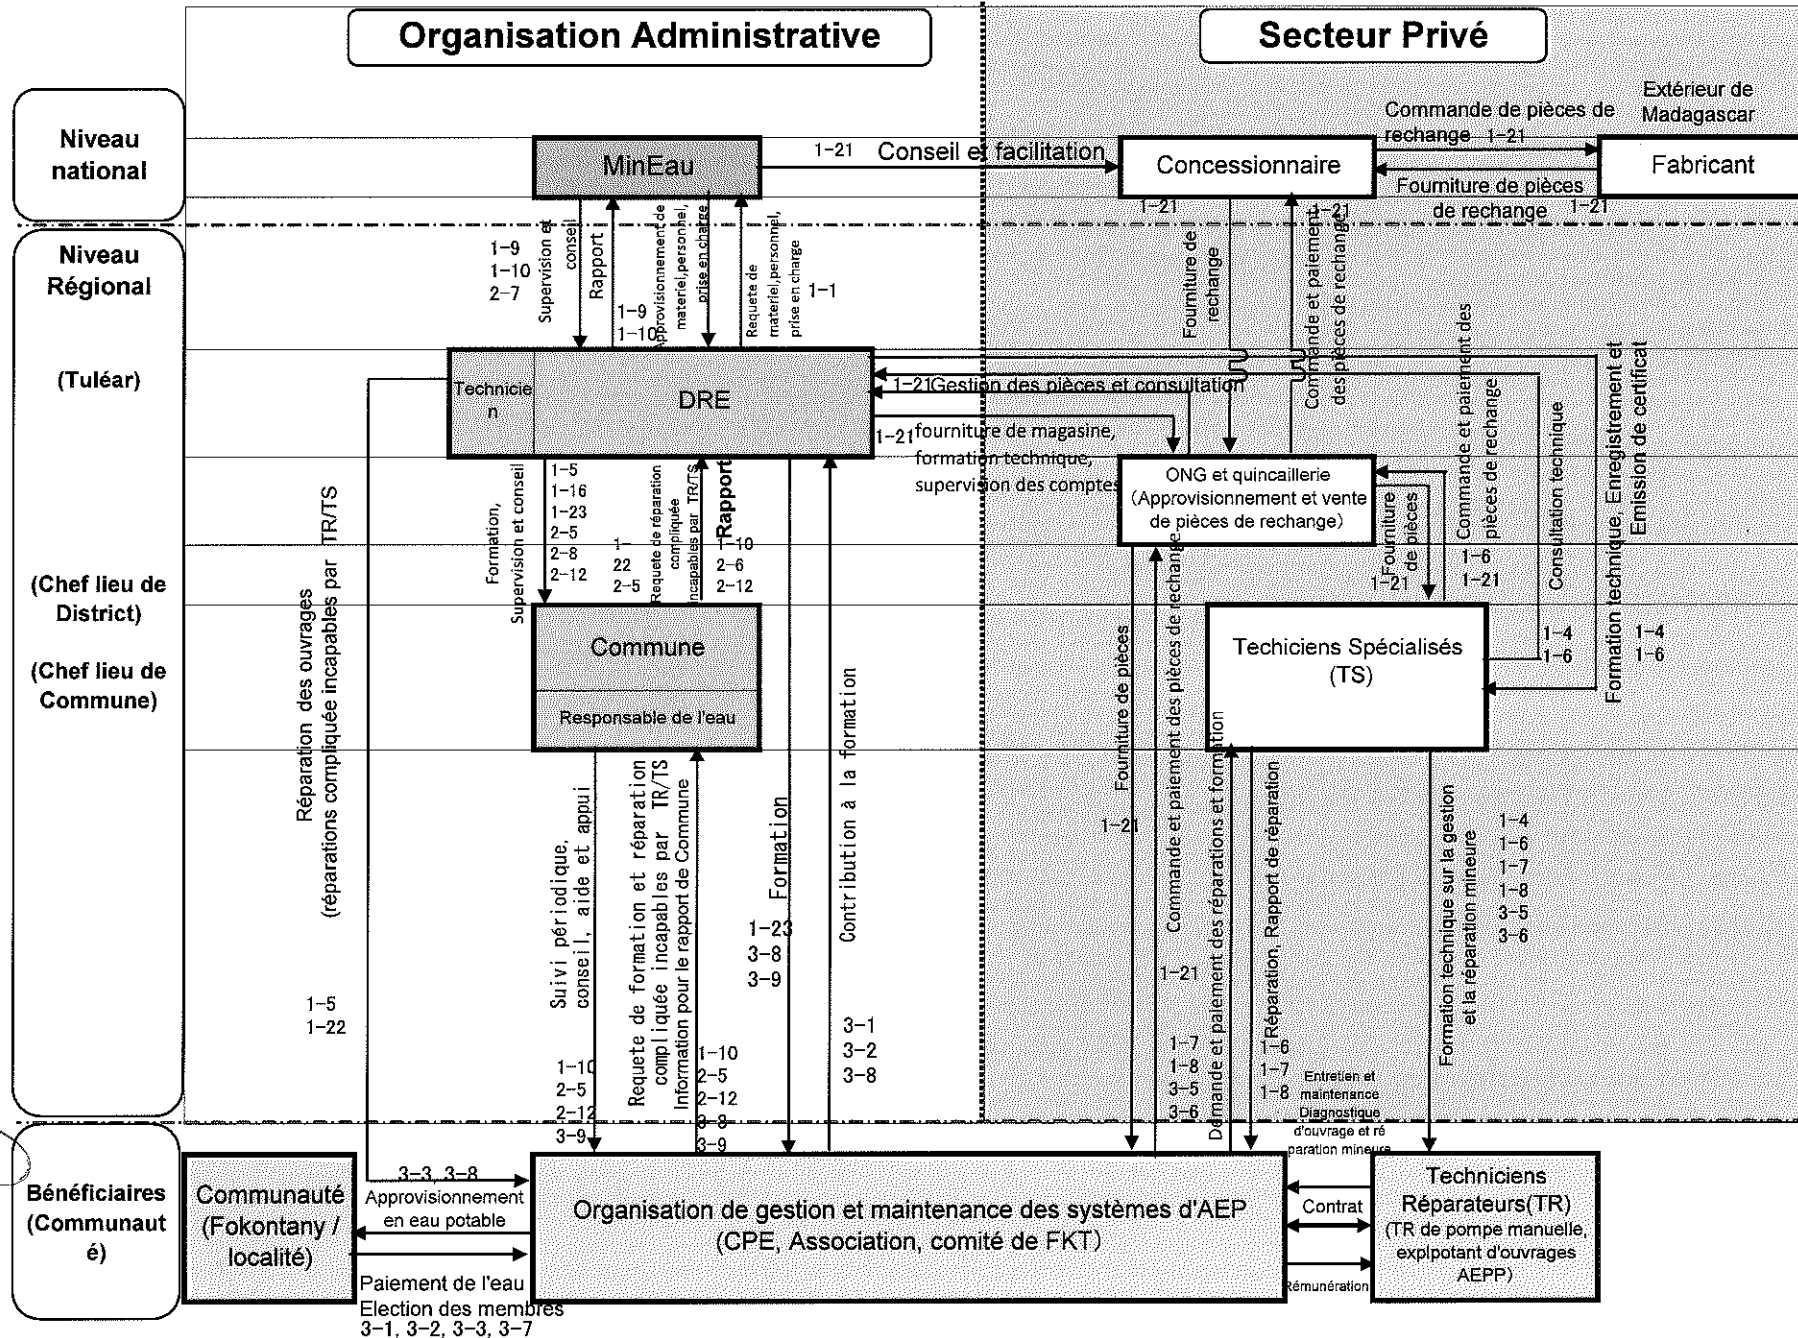 Organisation Administrative
Secteur Privé
Niveau
national
MinEau
1-21
Conseil et facilitation
Concessionnaire
Commande de pièces de
rechange 1-21
Extérieur de
Madagascar
Fabricant
Fourniture de pièces
de rechange
1-21
1-21
1-21
Niveau
Régional
(Tuléar)
(Chef lieu de
District)
(Chef lieu de
Commune)
1-9
1-10
2-7
Supervision et
conseil
Rapport
1-9
1-10
Approvisionnement de
materiel,personnel,
prise en charge
Requete de
materiel,personnel,
prise en charge
1-1
Fourniture de
rechange
Commande et paiement
des pièces de rechange
Technicie
n
DRE
1-21Gestion des pièces et consultation
1-21
fourniture de magasine,
formation technique,
supervision des comptes
ONG et quincaillerie
(Approvisionnement et vente
de pièces de rechange)
Fourniture
de pièces
1-21
Commande et paiement des
pièces de rechange
1-6
1-21
Consultation technique
1-4
1-6
Formation technique, Enregistrement et
Emission de certificat
1-4
1-6
Réparation des ouvrages
(réparations compliquée incapables par TR/TS
1-5
1-22
Formation,
Supervision et conseil
1-5
1-16
1-23
2-5
2-8
2-12
1-
22
2-5
Requete de réparation
compliquée
incapables par TR/TS
Rapport
1-10
2-6
2-12
Commune
Responsable de l'eau
Techiciens Spécialisés
(TS)
Suivi périodique,
conseil, aide et appui
1-10
2-5
2-12
3-9
Requete de formation et réparation
compliquée incapables par TR/TS
Information pour le rapport de Commune
1-10
2-5
2-12
3-8
3-9
Formation
1-23
3-8
3-9
Contribution à la formation
3-1
3-2
3-8
Fourniture de pièces
1-21
Commande et paiement des pièces de rechange
1-21
Demande et paiement des réparations et formation
1-7
1-8
3-5
3-6
Réparation, Rapport de réparation
1-6
1-7
1-8
Formation technique sur la gestion
et la réparation mineure
1-4
1-6
1-7
1-8
3-5
3-6
Entretien et
maintenance
Diagnostique
d'ouvrage et ré
paration mineure
Bénéficiaires
(Communaut
é)
Communauté
(Fokontany /
localité)
3-3, 3-8
Approvisionnement
en eau potable
Paiement de l'eau
Election des membres
3-1, 3-2, 3-3, 3-7
Organisation de gestion et maintenance des systèmes d'AEP
(CPE, Association, comité de FKT)
Contrat
Rémunération
Techniciens
Réparateurs(TR)
(TR de pompe manuelle,
explpotant d'ouvrages
AEPP)